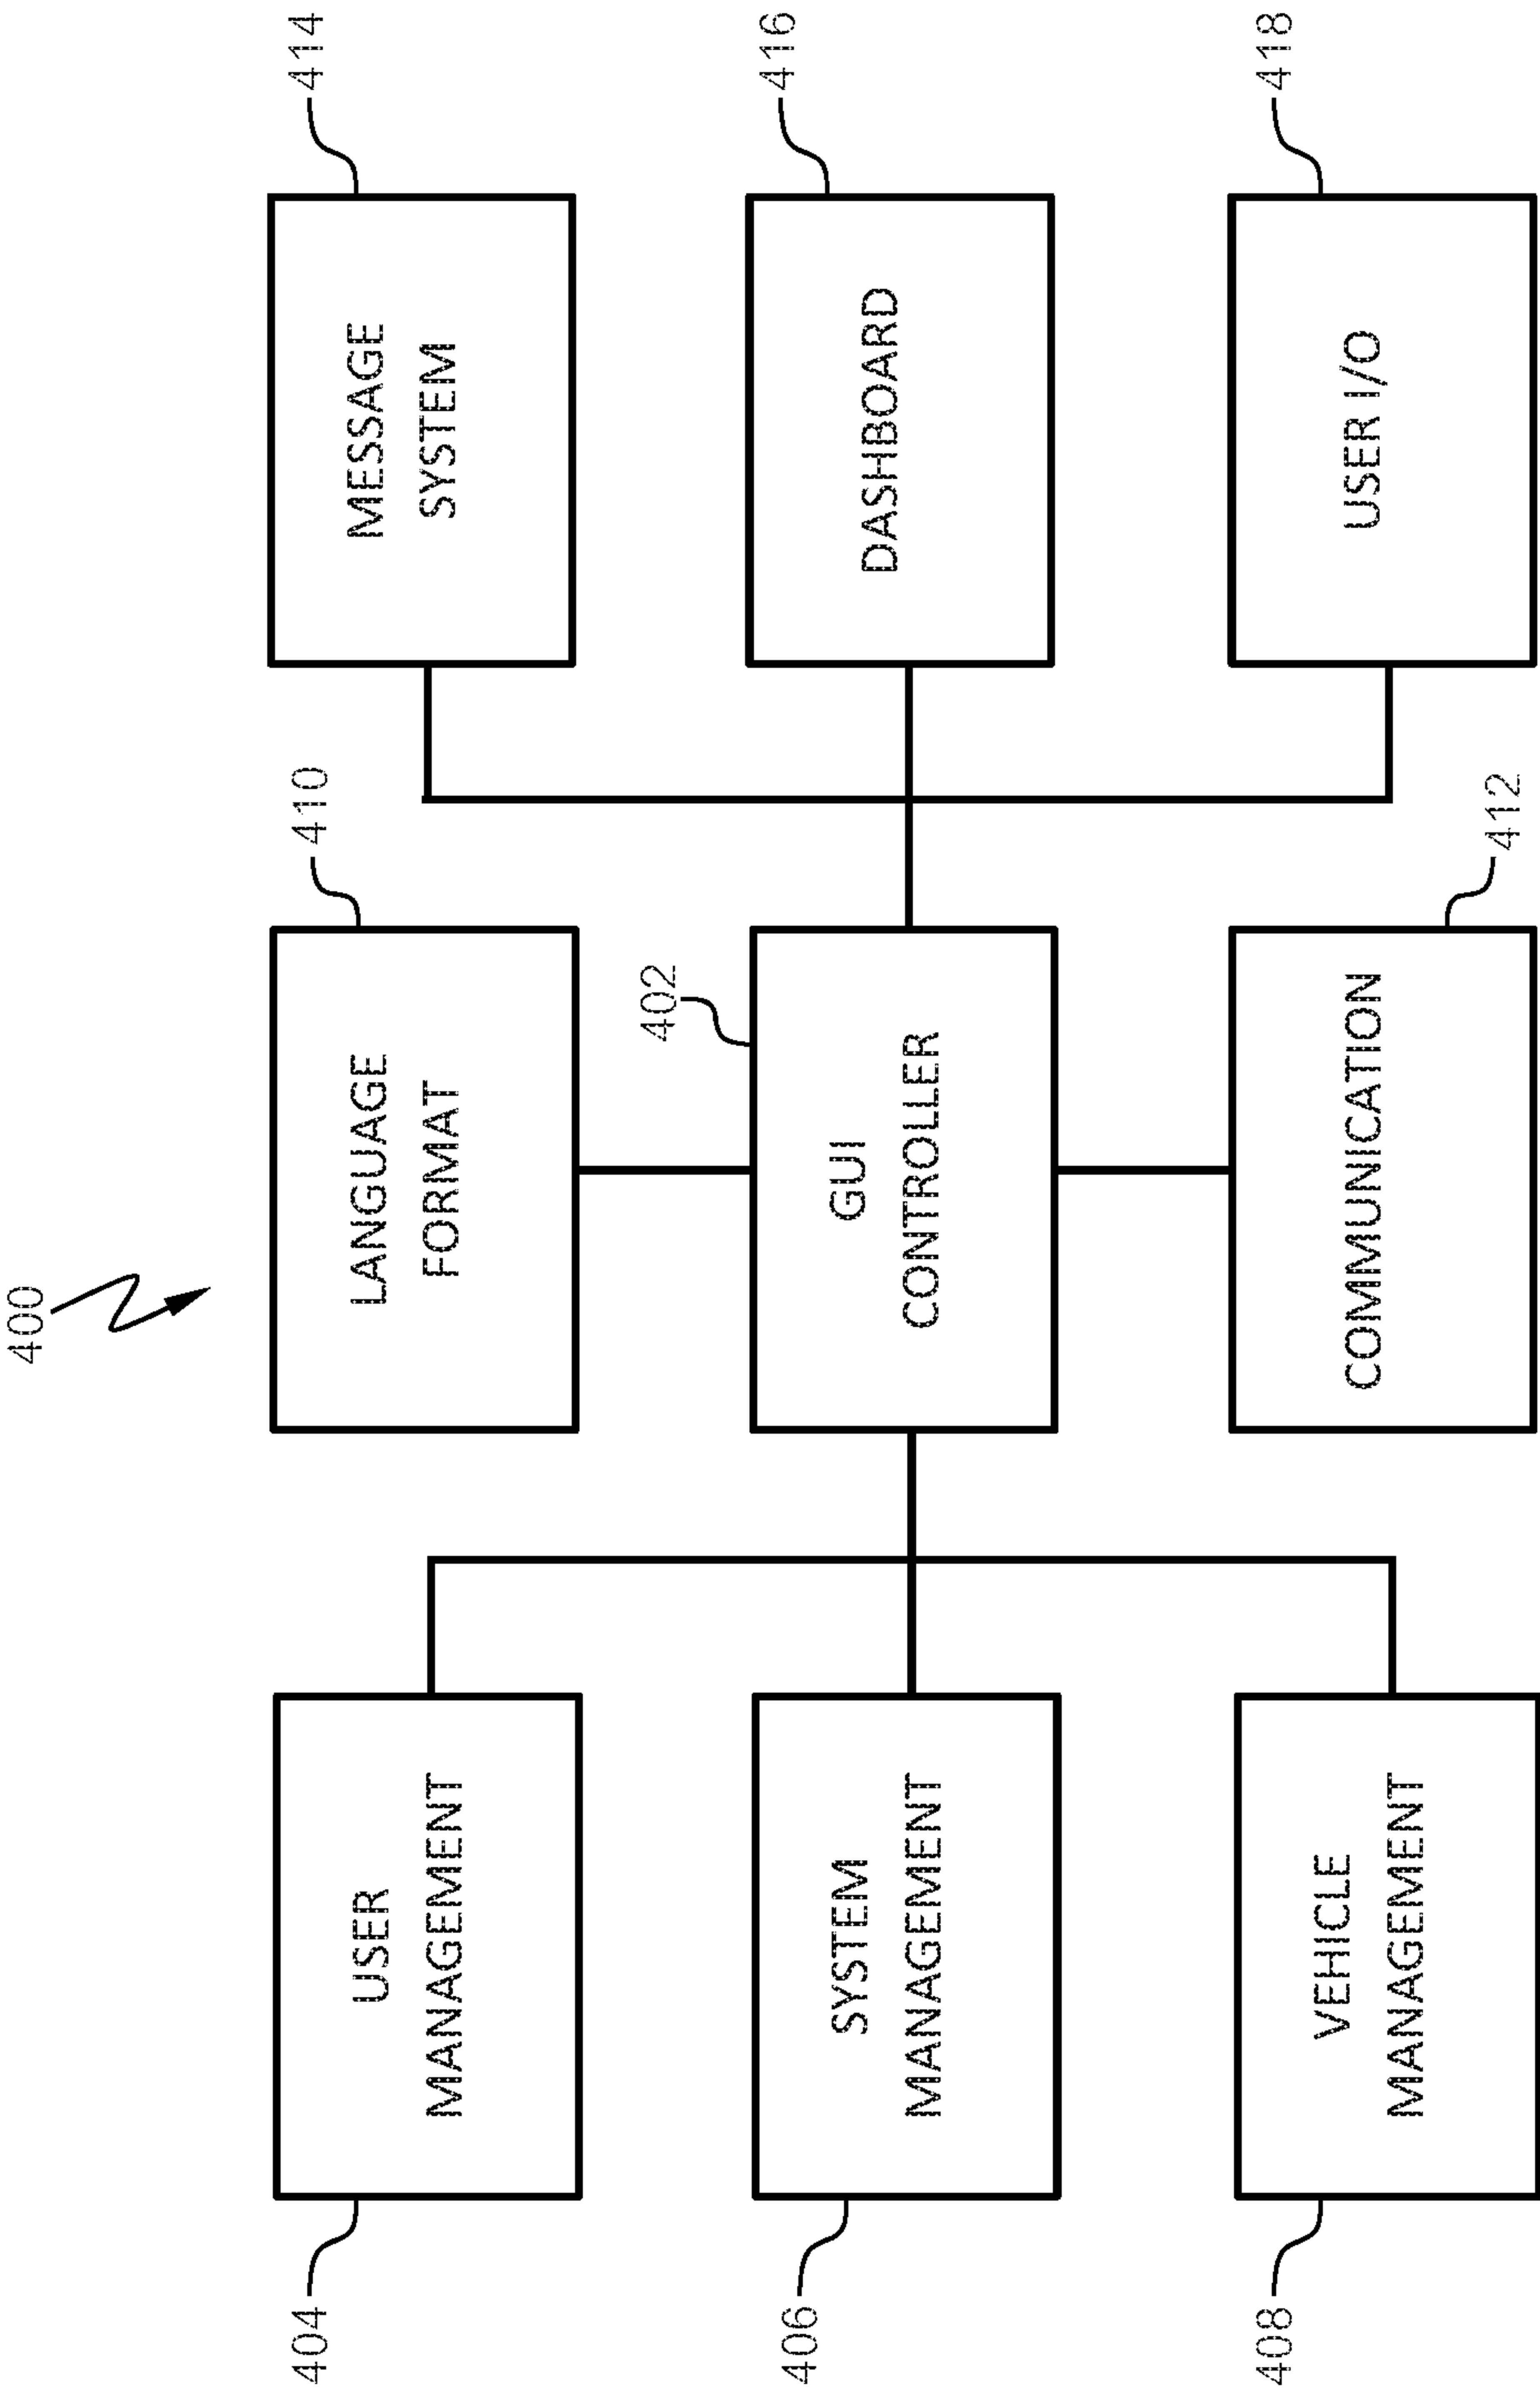 400
404
USER
MANAGEMENT
LANGUAGE
FORMAT
410
MESSAGE
SYSTEM
414
402
406
SYSTEM
MANAGEMENT
GUI
CONTROLLER
DASHBOARD
416
408
VEHICLE
MANAGEMENT
COMMUNICATION
412
USER I/O
418